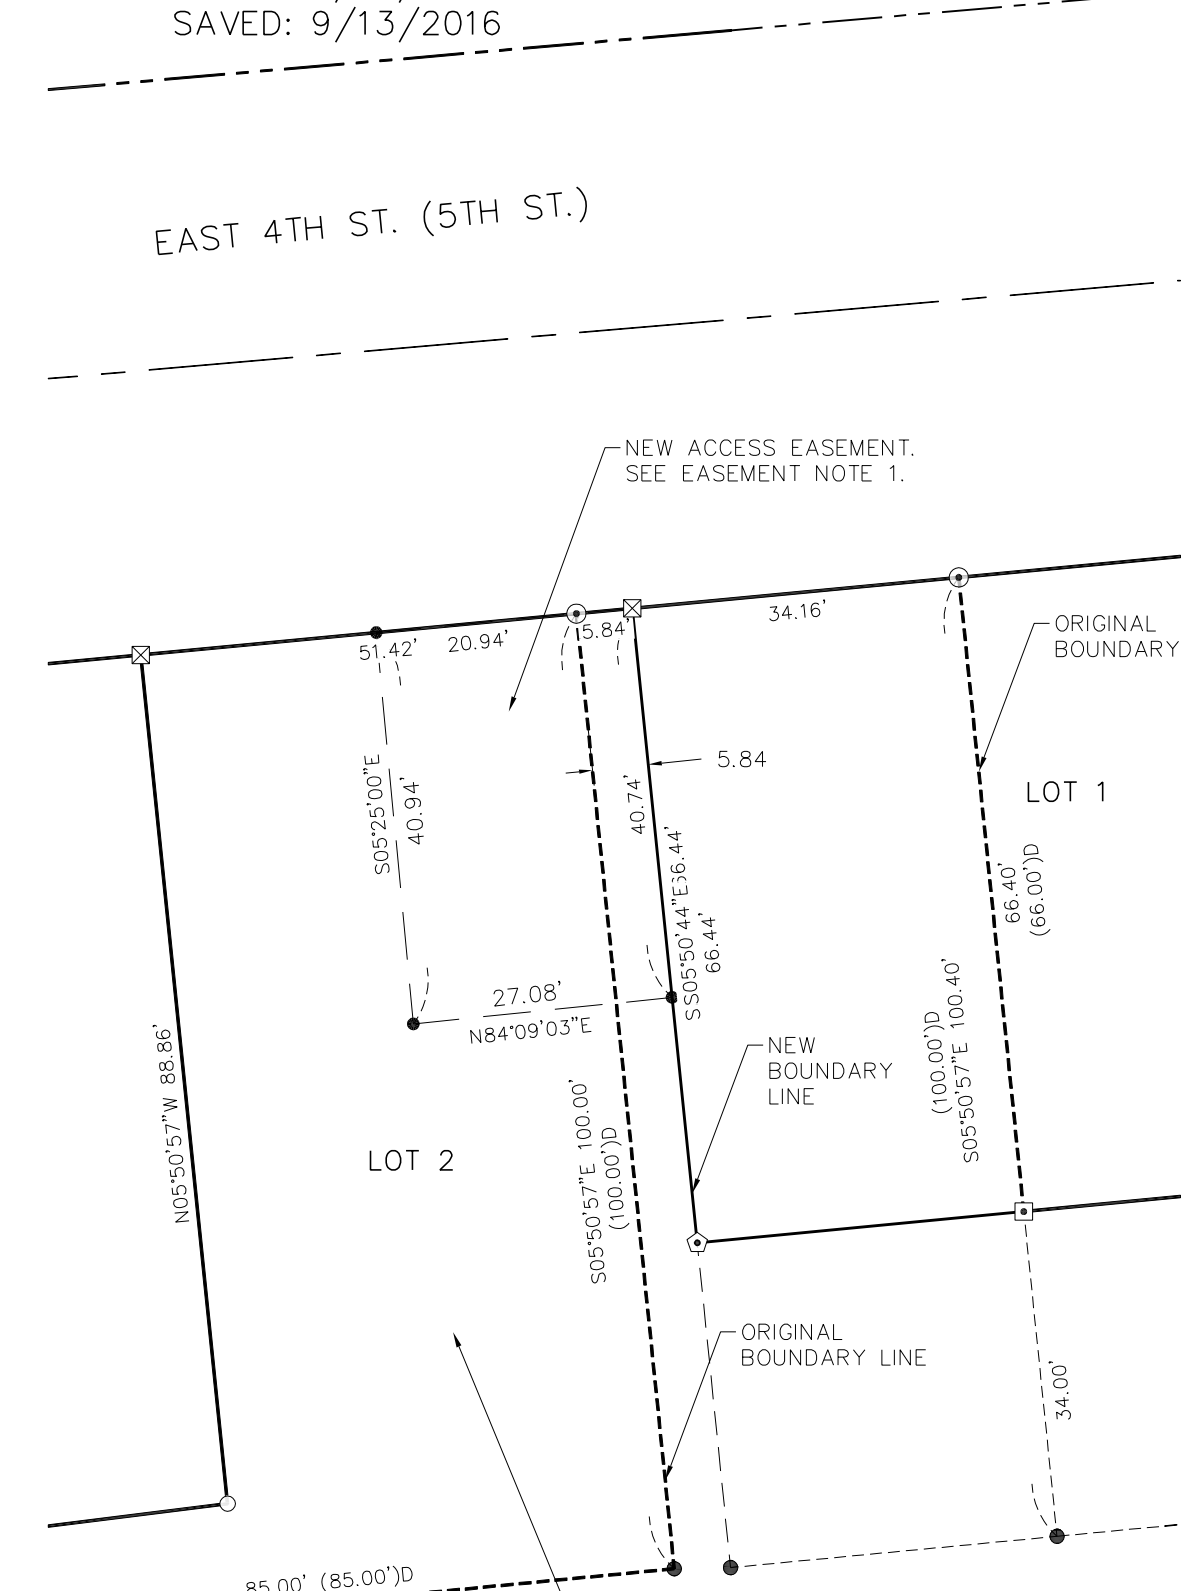 SAVED: 9/13/2016
EAST 4TH ST. (5TH ST.)
NEW ACCESS EASEMENT.
SEE EASEMENT NOTE 1.
51.42'
20.94'
5.84'
34.16'
ORIGINAL
BOUNDARY
5.84
LOT 1
S05°25'00"E
40.94'
40.74'
66.44'
S05°50'44"E
66.44'
66.40'
(66.00')D
27.08'
N84°09'03"E
(100.00')D
S05°50'57"E 100.40'
NEW
BOUNDARY
LINE
N05°50'57"W 88.86'
LOT 2
S05°50'57"E 100.00'
(100.00')D
ORIGINAL
BOUNDARY LINE
34.00'
85.00' (85.00')D